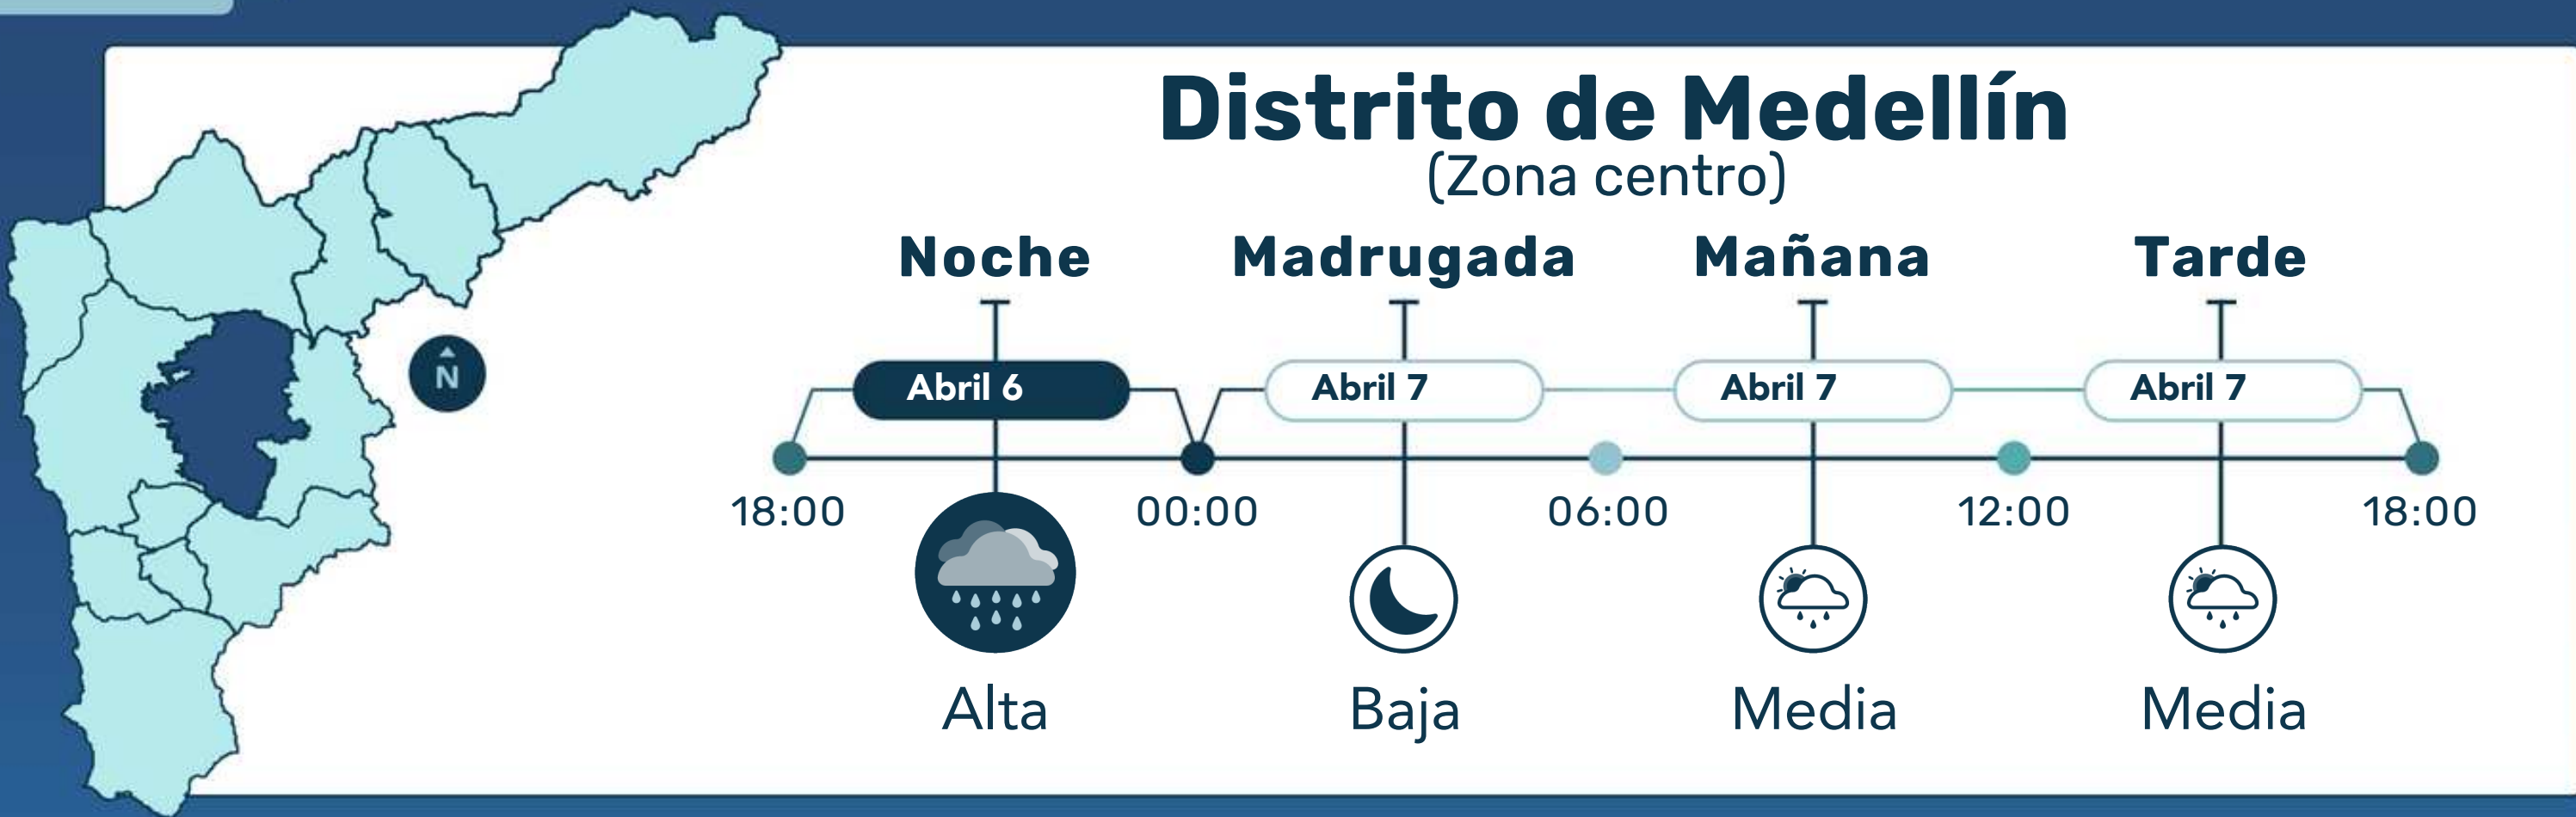 Distrito de Medellín
(Zona centro)
Noche Madrugada Mañana Tarde
Abril 6 Abril 7 Abril 7 Abril 7
N
18:00 00:00 06:00 12:00 18:00
Alta Baja Media Media